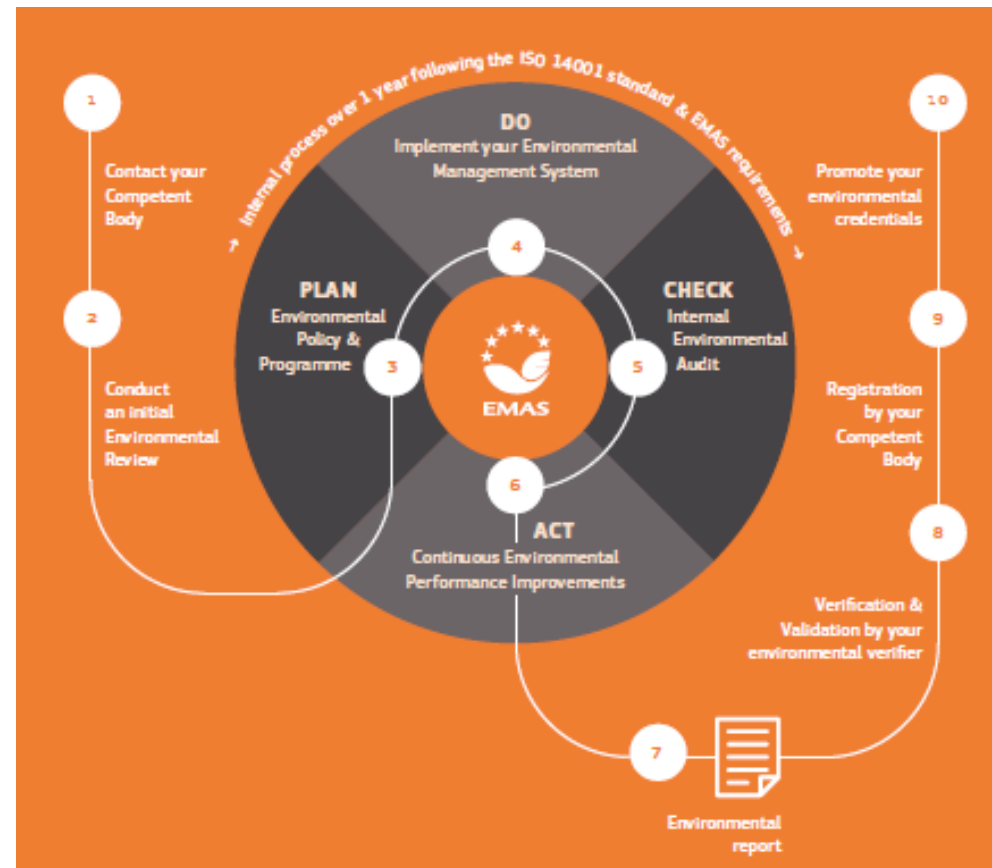 Internal process over 1 year following the ISO 14001 standard & EMAS requirements
1
Contact your
Competent
Body
2
Conduct
an initial
Environmental
Review
PLAN
Environmental
Policy &
Programme
3
DO
Implement your Environmental
Management System
4
CHECK
Internal
Environmental
Audit
5
EMAS
6
ACT
Continuous Environmental
Performance Improvements
7
Environmental
report
8
Verification &
Validation by your
environmental verifier
9
Registration
by your
Competent
Body
10
Promote your
environmental
credentials